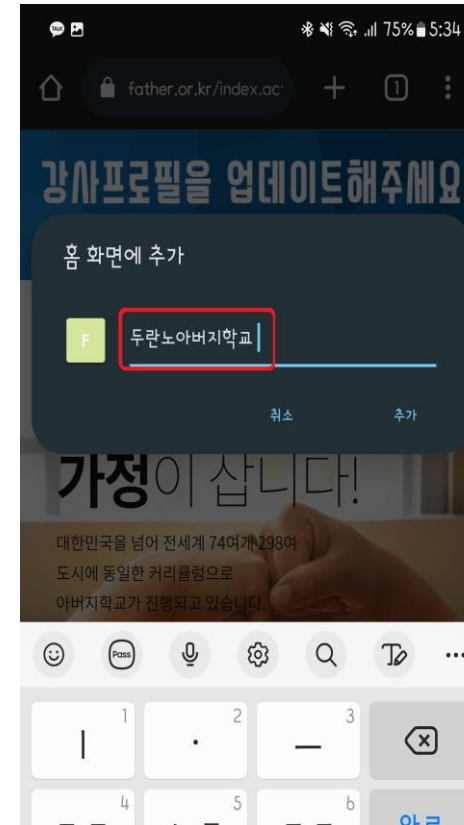 TALK
75% 5:34
father.or.kr/index.ac
1
강사프로필을 업데이트해주세요
홈 화면에 추가
F
두란노아버지학교
취소
추가
가정이 삽니다!
대한민국을 넘어 전세계 74여개 298여
도시에 동일한 커리큘럼으로
아버지학교가 진행되고 있습니다.
Pass
ㅣ 1
· 2
ㅡ 3
4
5
6